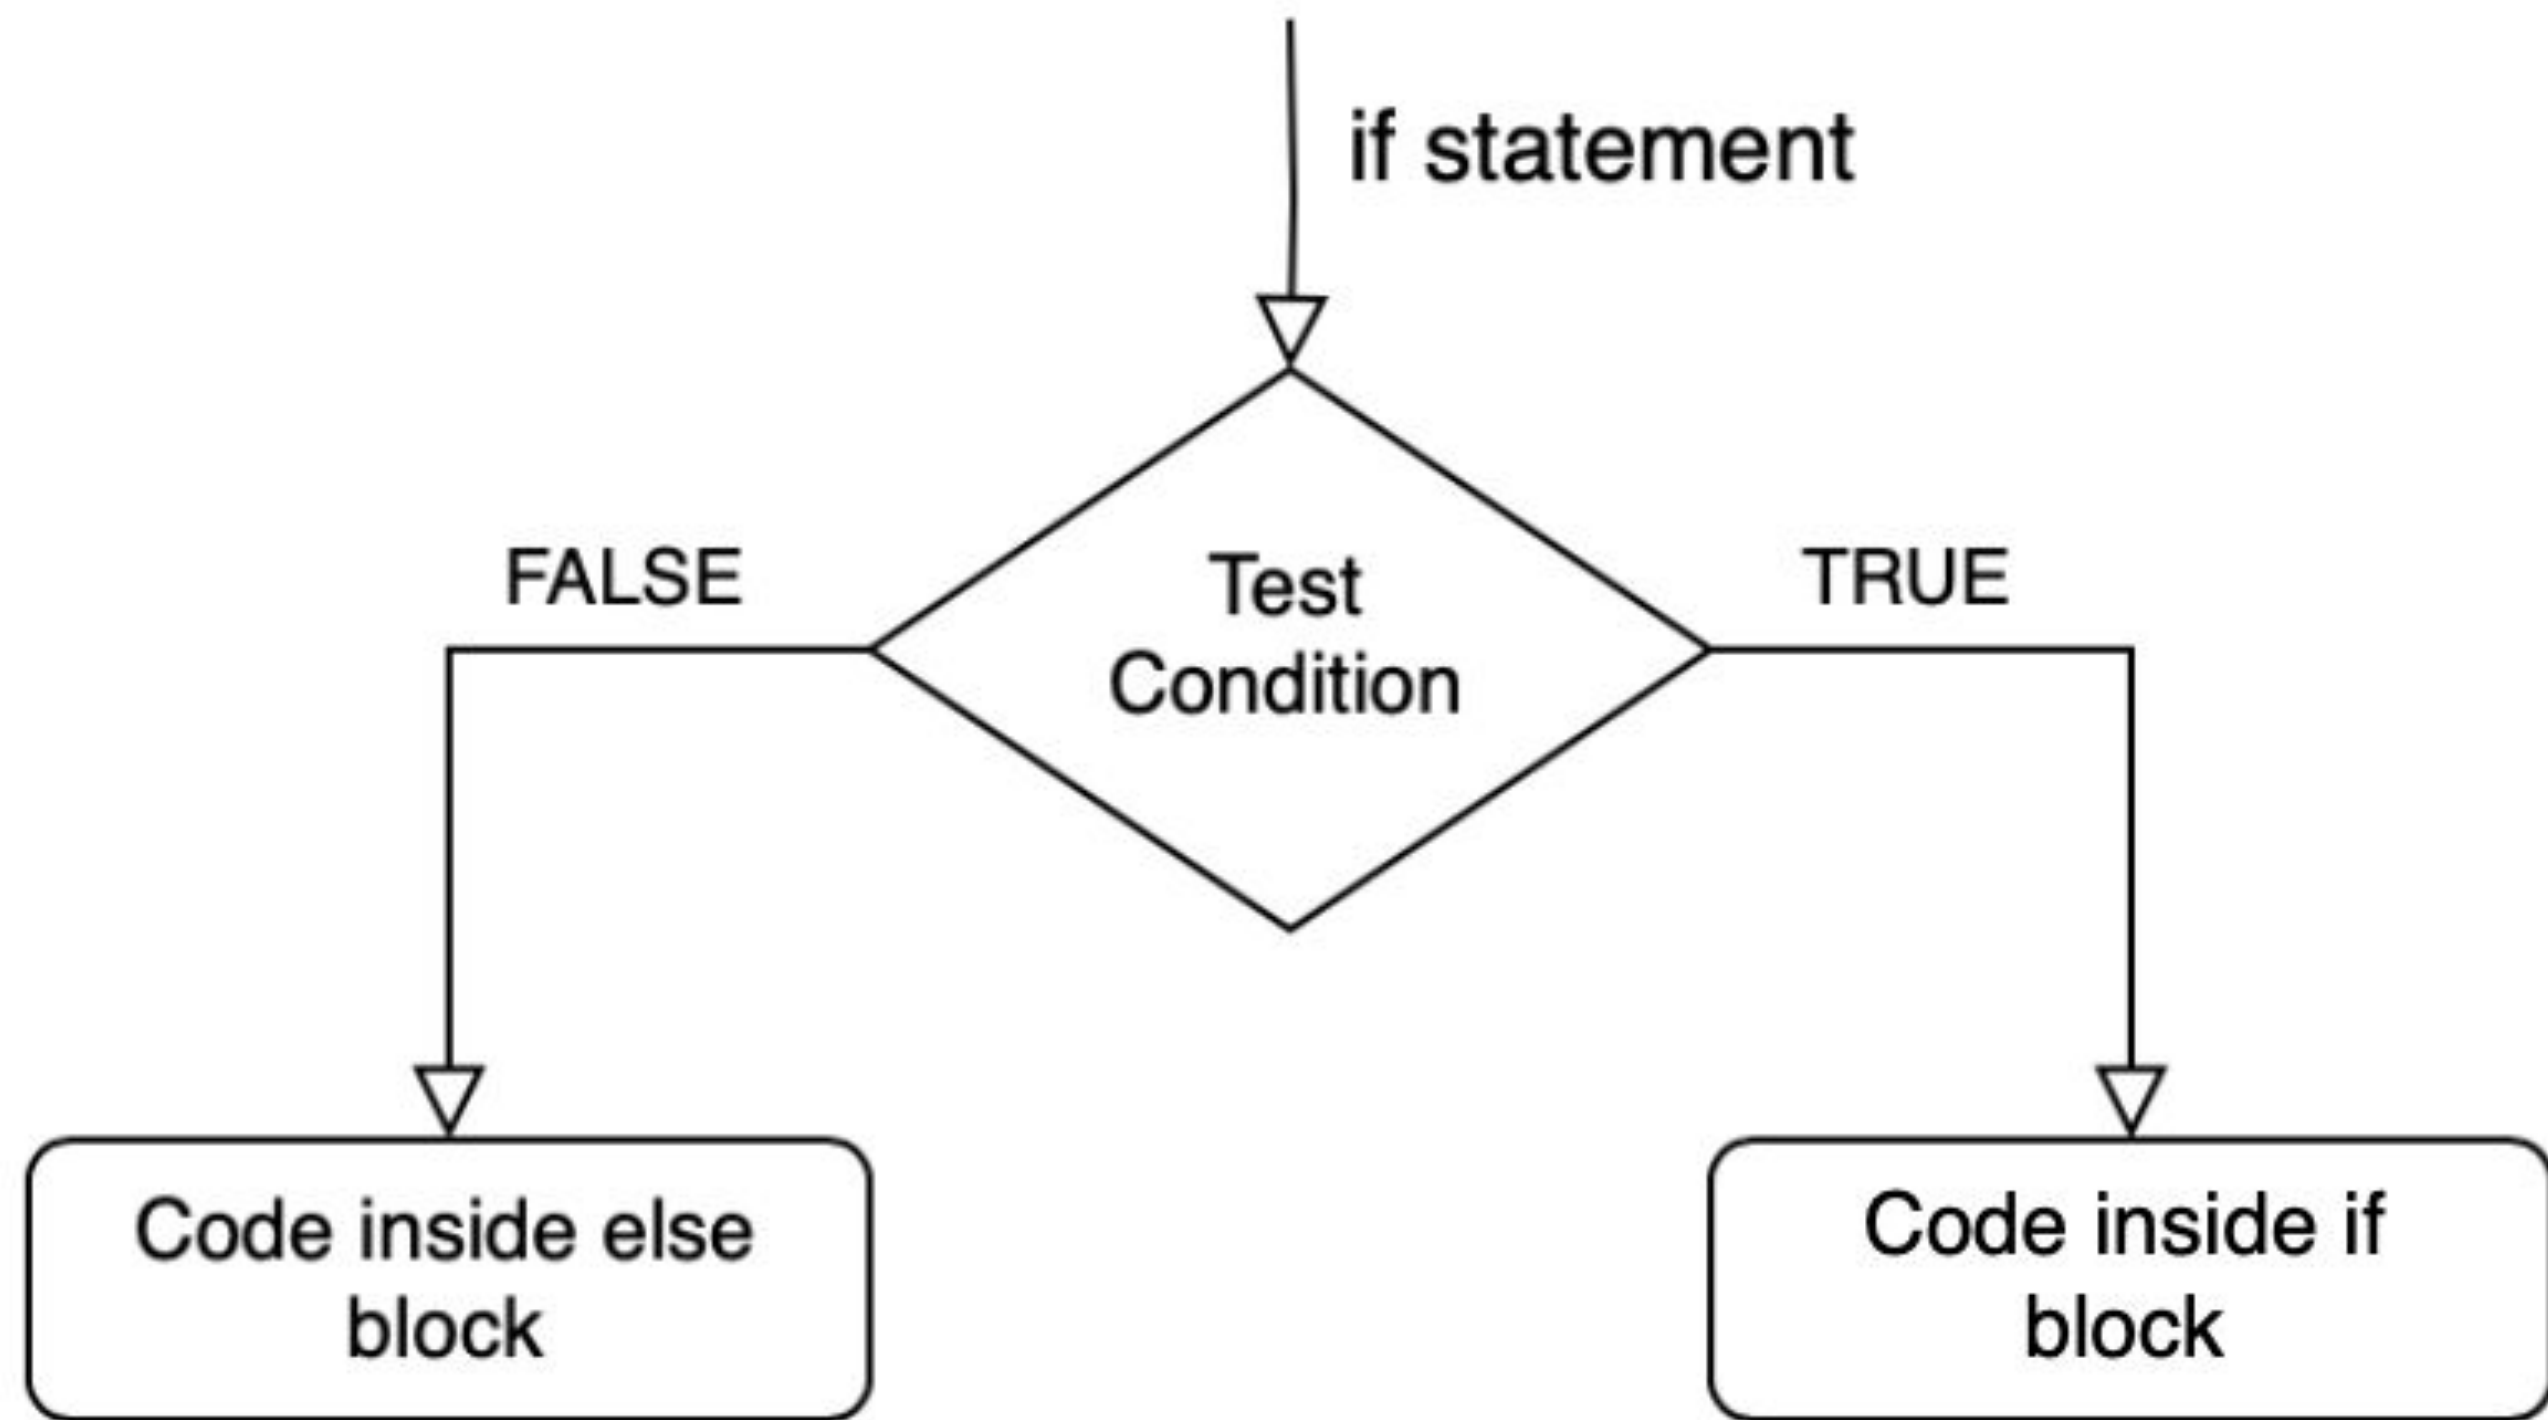 if statement
FALSE
TRUE
Test
Condition
Code inside else
block
Code inside if
block